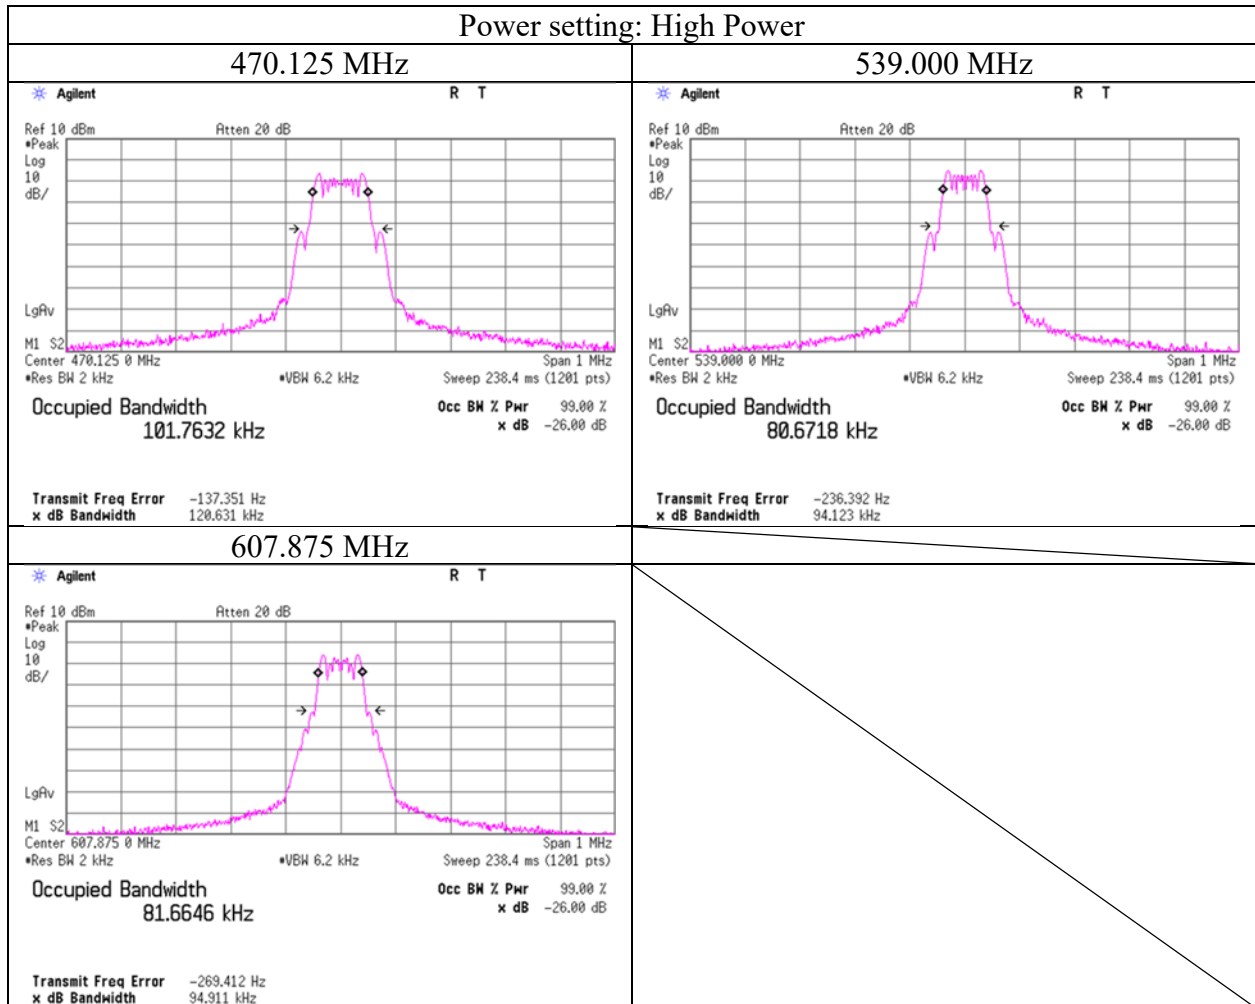 Power setting: High Power
470.125 MHz
539.000 MHz
Agilent R T
Ref 10 dBm Atten 20 dB
#Peak
Log
10
dB/
LgAv
M1 S2
Center 470.125 0 MHz Span 1 MHz
#Res BW 2 kHz #VBW 6.2 kHz Sweep 238.4 ms (1201 pts)
Occupied Bandwidth Occ BW % Pwr 99.00 %
101.7632 kHz x dB -26.00 dB
Transmit Freq Error -137.351 Hz
x dB Bandwidth 120.631 kHz
Agilent R T
Ref 10 dBm Atten 20 dB
#Peak
Log
10
dB/
LgAv
M1 S2
Center 539.000 0 MHz Span 1 MHz
#Res BW 2 kHz #VBW 6.2 kHz Sweep 238.4 ms (1201 pts)
Occupied Bandwidth Occ BW % Pwr 99.00 %
80.6718 kHz x dB -26.00 dB
Transmit Freq Error -236.392 Hz
x dB Bandwidth 94.123 kHz
607.875 MHz
Agilent R T
Ref 10 dBm Atten 20 dB
#Peak
Log
10
dB/
LgAv
M1 S2
Center 607.875 0 MHz Span 1 MHz
#Res BW 2 kHz #VBW 6.2 kHz Sweep 238.4 ms (1201 pts)
Occupied Bandwidth Occ BW % Pwr 99.00 %
81.6646 kHz x dB -26.00 dB
Transmit Freq Error -269.412 Hz
x dB Bandwidth 94.911 kHz